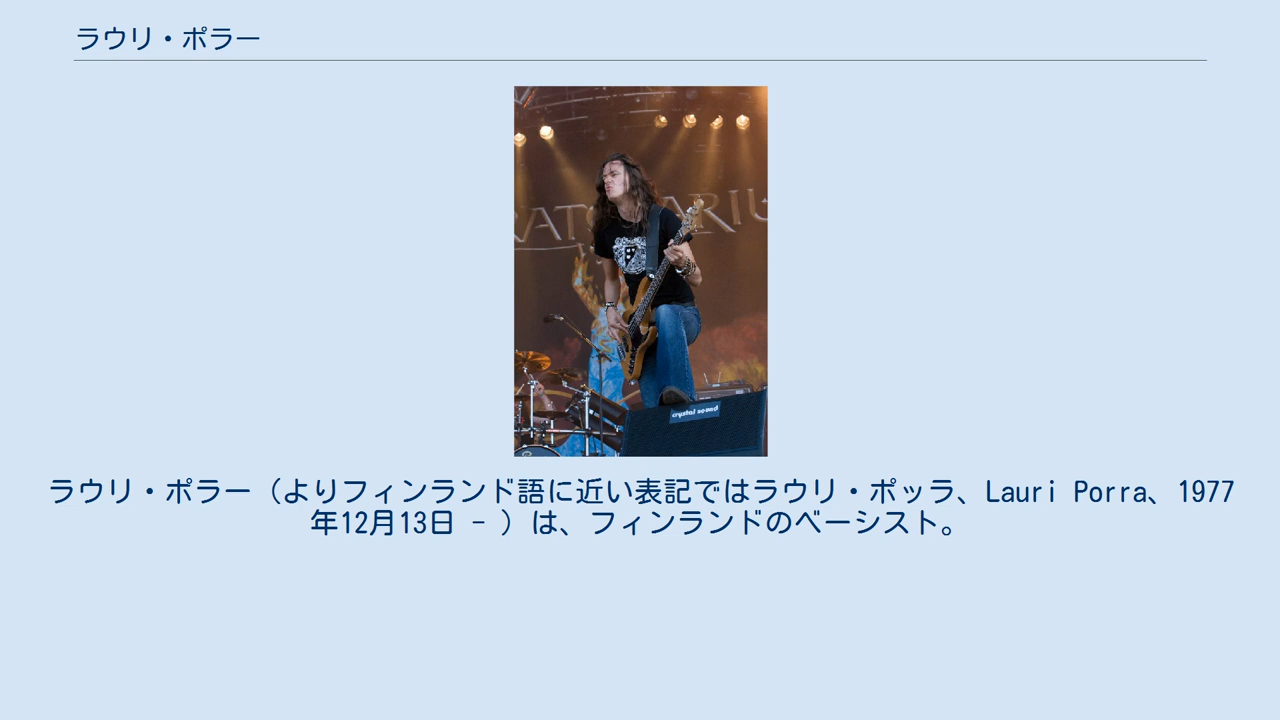 ラウリ・ポラー
RATOVARIU
crystal sound
ラウリ・ポラー（よりフィンランド語に近い表記ではラウリ・ポッラ、Lauri Porra、1977
年12月13日 - ）は、フィンランドのベーシスト。